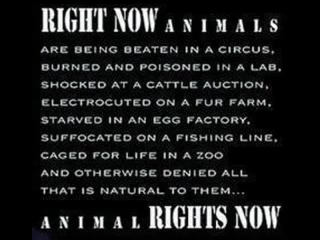 RIGHT NOW ANIMALS
ARE BEING BEATEN IN A CIRCUS,
BURNED AND POISONED IN A LAB,
SHOCKED AT A CATTLE AUCTION,
ELECTROCUTED ON A FUR FARM,
STARVED IN AN EGG FACTORY,
SUFFOCATED ON A FISHING LINE,
CAGED FOR LIFE IN A ZOO
AND OTHERWISE DENIED ALL
THAT IS NATURAL TO THEM...
ANIMAL RIGHTS NOW